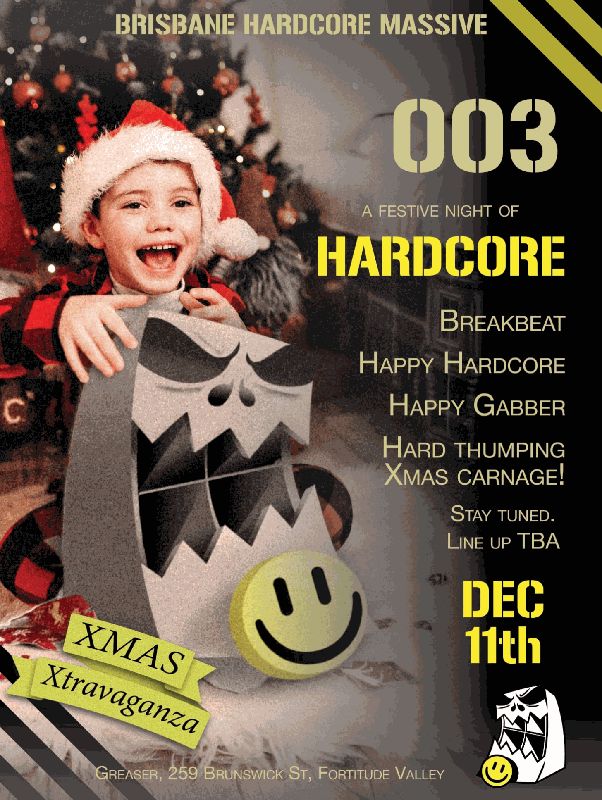 BRISBANE HARDCORE MASSIVE
003
A FESTIVE NIGHT OF
HARDCORE
BREAKBEAT
HAPPY HARDCORE
HAPPY GABBER
HARD THUMPING
XMAS CARNAGE!
STAY TUNED.
LINE UP TBA
DEC
11th
XMAS
Xtravaganza
C
GREASER, 259 BRUNSWICK ST, FORTITUDE VALLEY